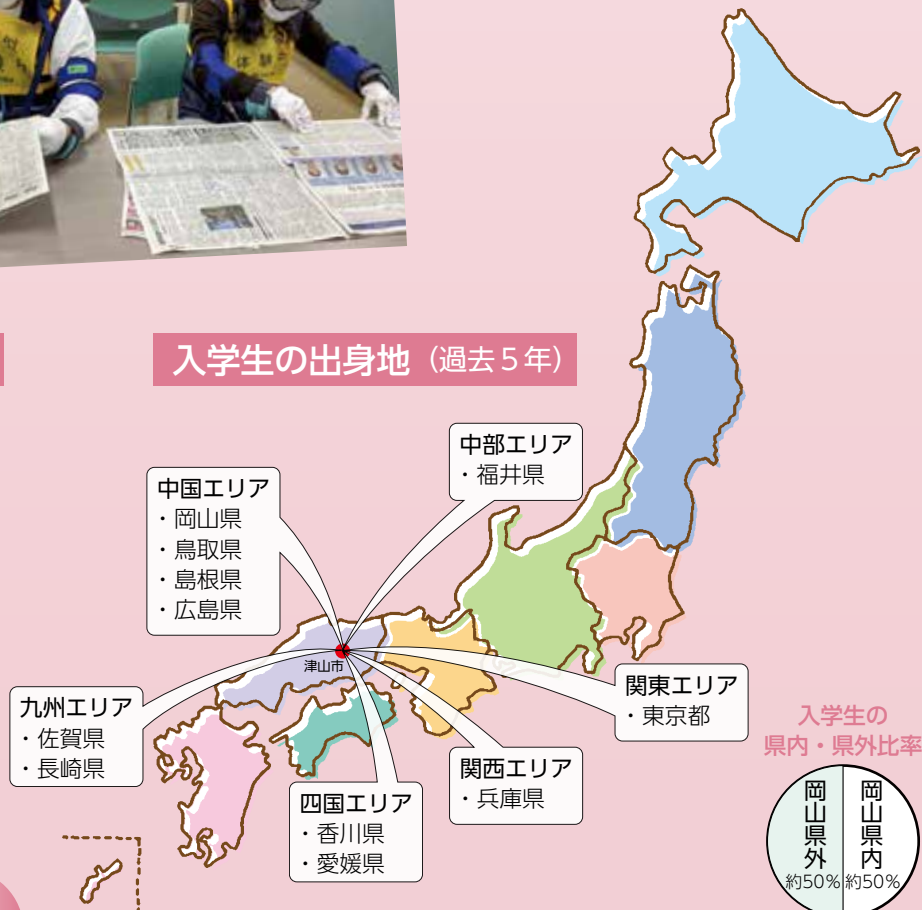 体験
入学生の出身地（過去５年）
中部エリア
・福井県
中国エリア
・岡山県
・鳥取県
・島根県
・広島県
津山市
九州エリア
・佐賀県
・長崎県
四国エリア
・香川県
・愛媛県
関西エリア
・兵庫県
関東エリア
・東京都
入学生の
県内・県外比率
岡山県外
約50%
岡山県内
約50%